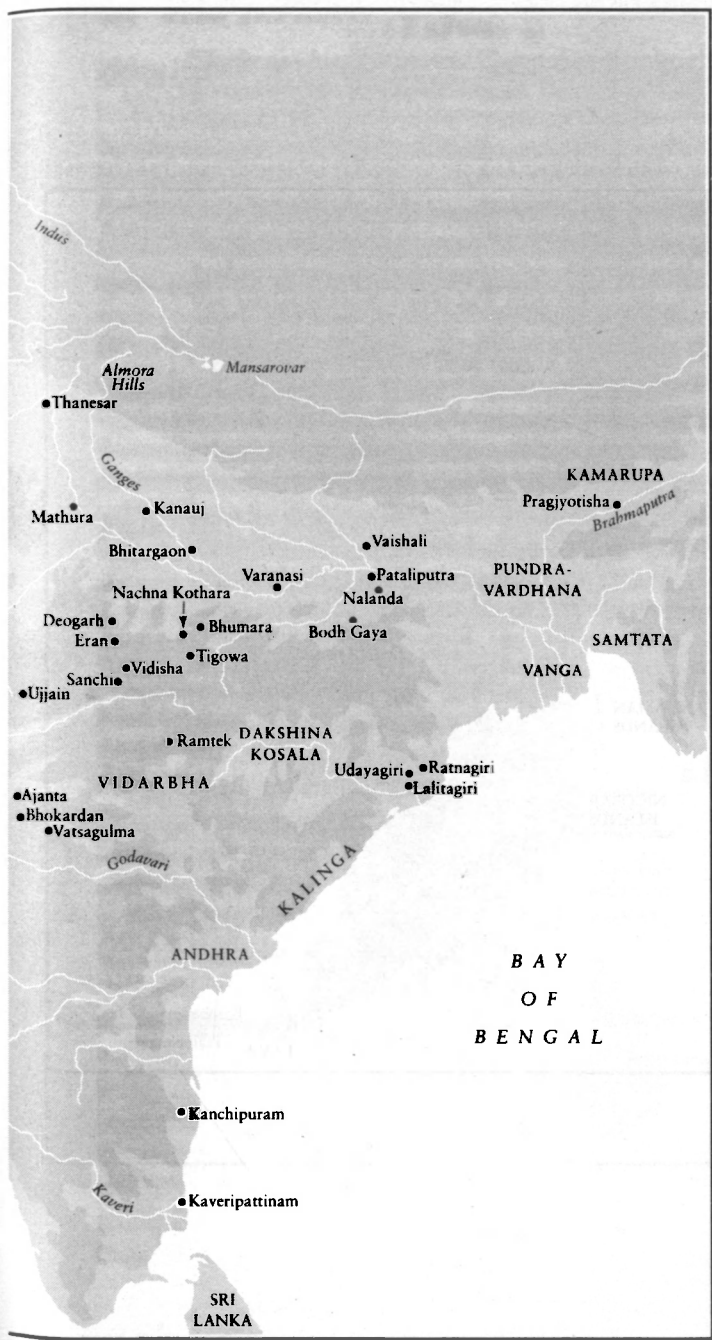 Indus
Mansarovar
Almora
Hills
Thanesar
Ganges
KAMARUPA
Pragjyotisha
Brahmaputra
Mathura
Kanauj
Bhitargaon
Vaishali
Varanasi
Pataliputra
PUNDRA-
VARDHANA
Nachna Kothara
Nalanda
Deogarh
Bhumara
Bodh Gaya
Eran
SAMTATA
Tigowa
Vidisha
VANGA
Sanchi
Ujjain
Ramtek
DAKSHINA
KOSALA
Udayagiri
Ratnagiri
VIDARBHA
Lalitagiri
Ajanta
Bhokardan
Vatsagulma
Godavari
KALINGA
ANDHRA
BAY
OF
BENGAL
Kanchipuram
Kaveri
Kaveripattinam
SRI
LANKA